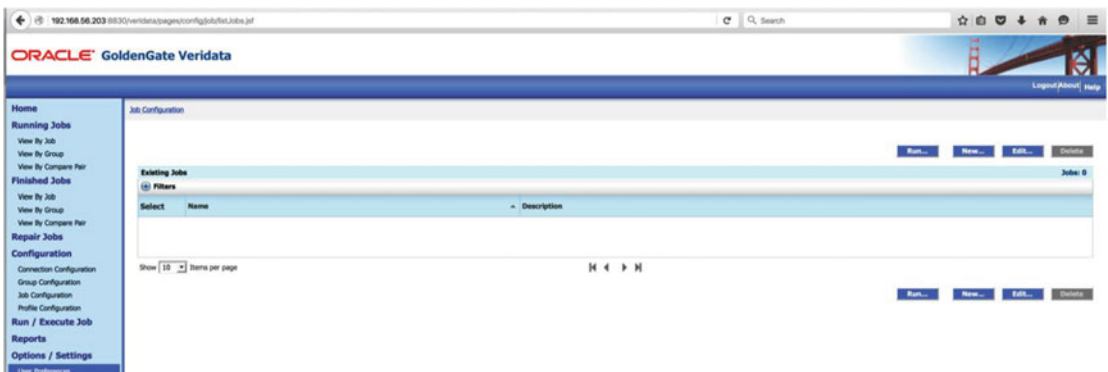 192.168.56.203:8830/veridata/pages/config/job/listJobs.jsf
Search
ORACLE GoldenGate Veridata
Logout About Help
Home
Running Jobs
View By Job
View By Group
View By Compare Pair
Finished Jobs
View By Job
View By Group
View By Compare Pair
Repair Jobs
Configuration
Connection Configuration
Group Configuration
Job Configuration
Profile Configuration
Run / Execute Job
Reports
Options / Settings
User Preferences
Job Configuration
Run... New... Edit... Delete
Existing Jobs Jobs: 0
Filters
Select Name Description
Show 10 Items per page
Run... New... Edit... Delete